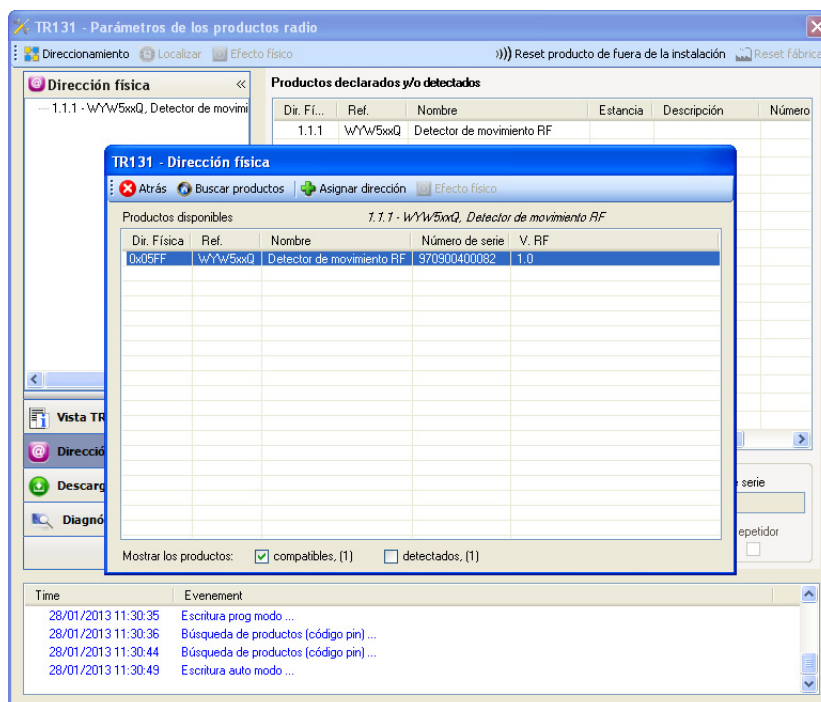 TR131 - Parámetros de los productos radio
Direccionamiento Localizar Efecto físico ))) Reset producto de fuera de la instalación Reset fábrica
Dirección física «
1.1.1 - WYW5xxQ, Detector de movimi
Productos declarados y/o detectados
Dir. Fí... Ref. Nombre Estancia Descripción Número
1.1.1 WYW5xxQ Detector de movimiento RF
TR131 - Dirección física
Atrás Buscar productos Asignar dirección Efecto físico
Productos disponibles 1.1.1 - WYW5xxQ, Detector de movimiento RF
Dir. Física Ref. Nombre Número de serie V. RF
0x05FF WYW5xxQ Detector de movimiento RF 970900400082 1.0
Vista TR
Direcció
Descarg
Diagnó
serie
epetidor
Mostrar los productos: compatibles, (1) detectados, (1)
Time Evenement
28/01/2013 11:30:35 Escritura prog modo ...
28/01/2013 11:30:36 Búsqueda de productos (código pin) ...
28/01/2013 11:30:44 Búsqueda de productos (código pin) ...
28/01/2013 11:30:49 Escritura auto modo ...